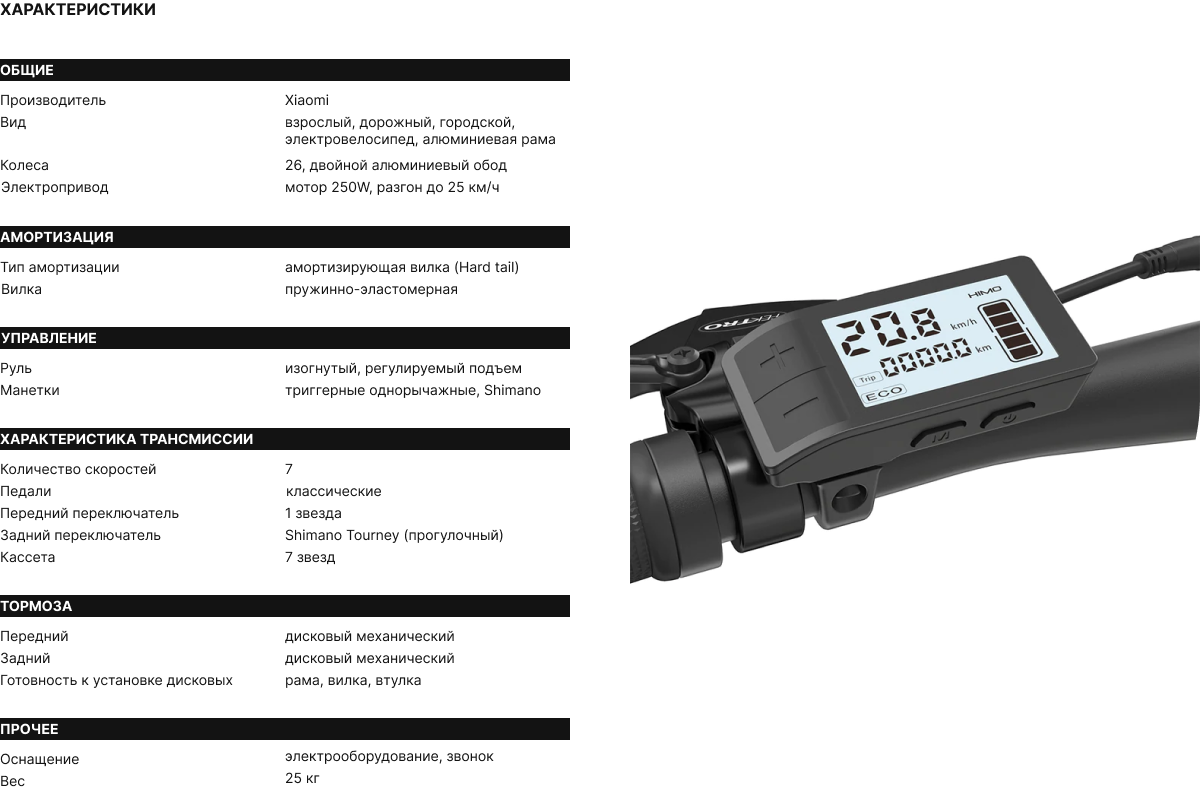 ХАРАКТЕРИСТИКИ
ОБЩИЕ
Производитель Xiaomi
Вид взрослый, дорожный, городской,
электровелосипед, алюминиевая рама
Колеса 26, двойной алюминиевый обод
Электропривод мотор 250W, разгон до 25 км/ч
АМОРТИЗАЦИЯ
Тип амортизации амортизирующая вилка (Hard tail)
Вилка пружинно-эластомерная
УПРАВЛЕНИЕ
Руль изогнутый, регулируемый подъем
Манетки триггерные однорычажные, Shimano
ХАРАКТЕРИСТИКА ТРАНСМИССИИ
Количество скоростей 7
Педали классические
Передний переключатель 1 звезда
Задний переключатель Shimano Tourney (прогулочный)
Кассета 7 звезд
ТОРМОЗА
Передний дисковый механический
Задний дисковый механический
Готовность к установке дисковых рама, вилка, втулка
ПРОЧЕЕ
Оснащение электрооборудование, звонок
Вес 25 кг
TEKTRO
HIMO
20.8 km/h
0000.0 km
Trip
ECO
M